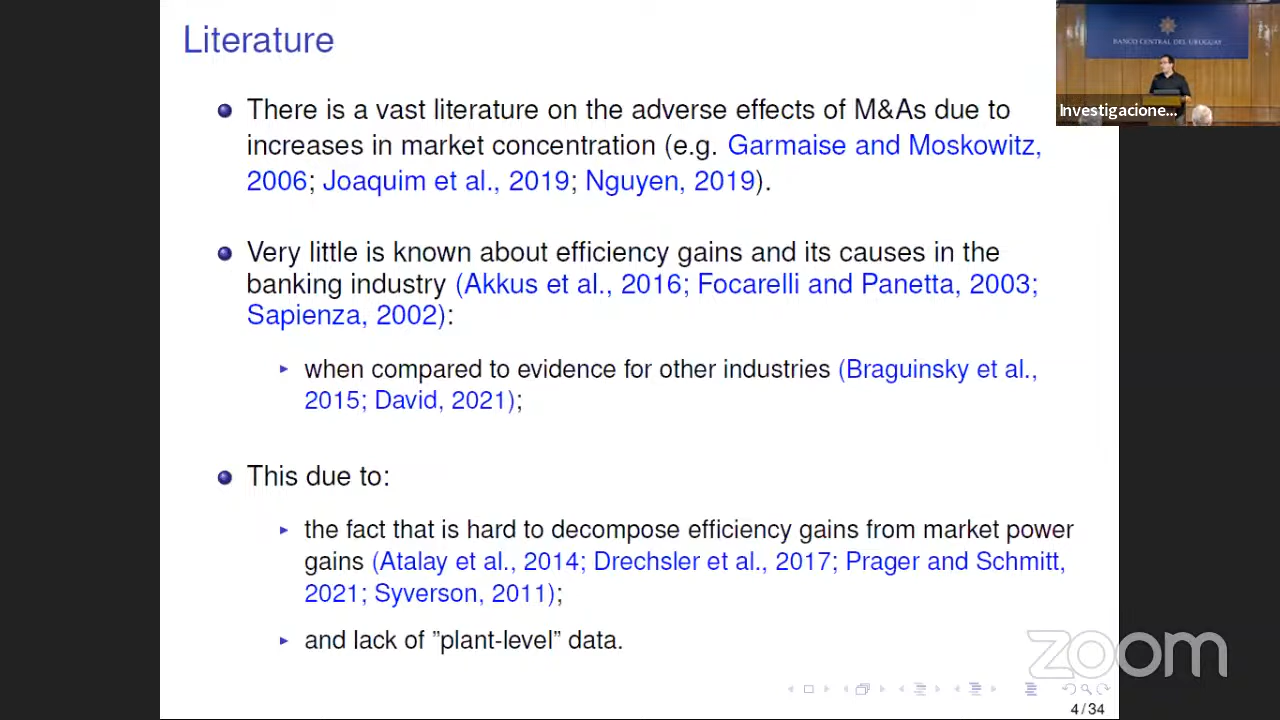 Literature
There is a vast literature on the adverse effects of M&As due to
increases in market concentration (e.g. Garmaise and Moskowitz,
2006; Joaquim et al., 2019; Nguyen, 2019).
Very little is known about efficiency gains and its causes in the
banking industry (Akkus et al., 2016; Focarelli and Panetta, 2003;
Sapienza, 2002):
when compared to evidence for other industries (Braguinsky et al.,
2015; David, 2021);
This due to:
the fact that is hard to decompose efficiency gains from market power
gains (Atalay et al., 2014; Drechsler et al., 2017; Prager and Schmitt,
2021; Syverson, 2011);
and lack of ”plant-level” data.
4/34
BANCO CENTRAL DEL URUGUAY
Investigacione...
zoom